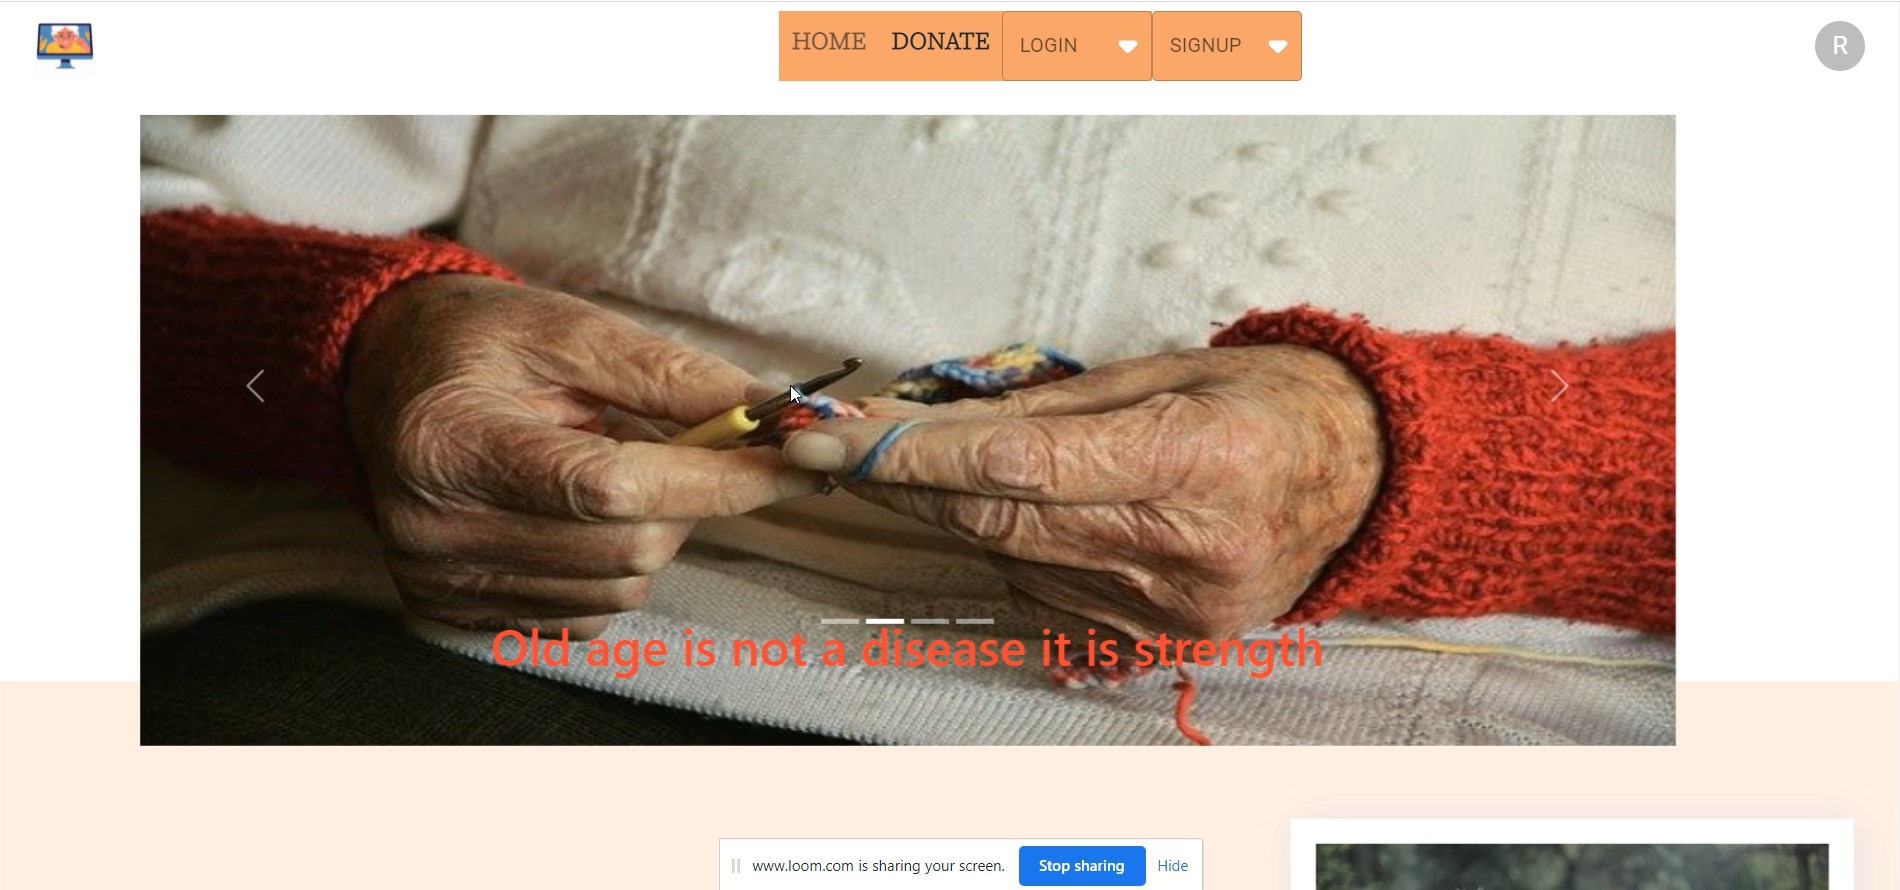 HOME DONATE LOGIN SIGNUP R
Old age is not a disease it is strength
www.loom.com is sharing your screen. Stop sharing Hide